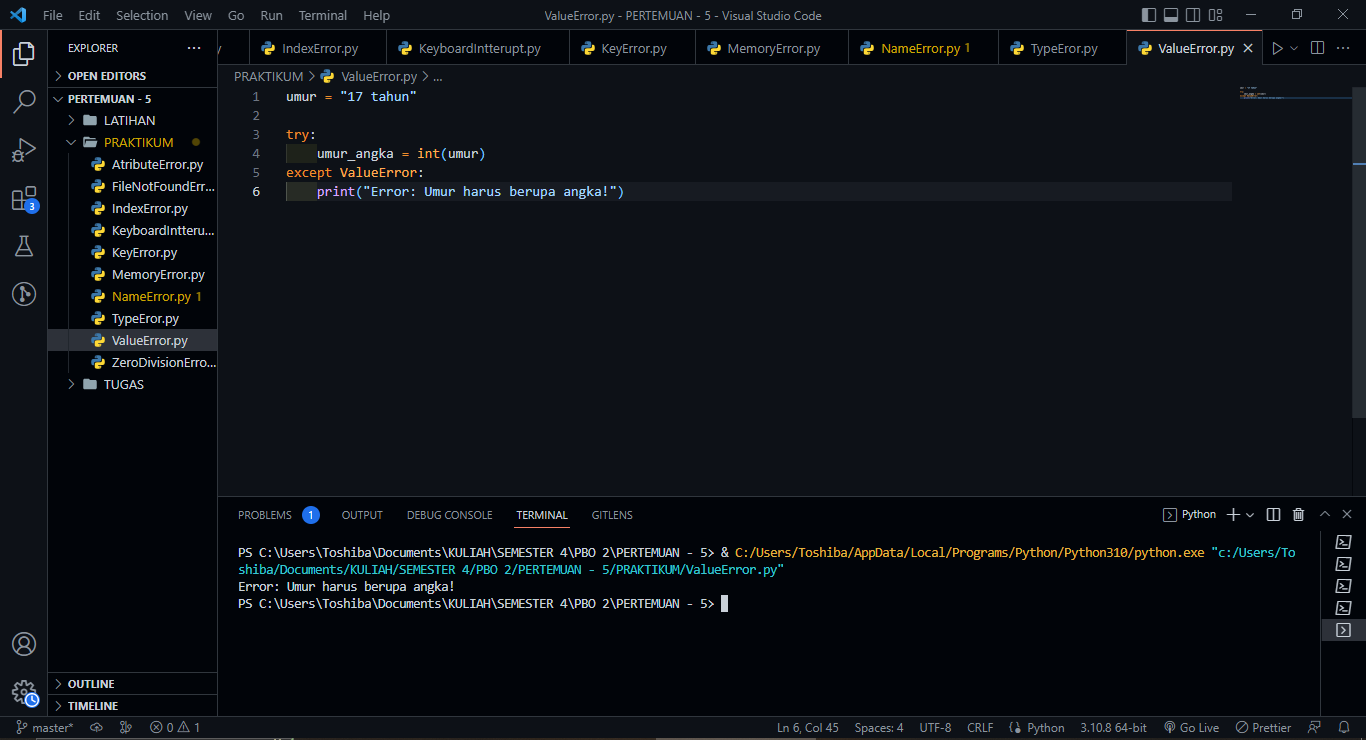 File Edit Selection View Go Run Terminal Help
ValueError.py - PERTEMUAN - 5 - Visual Studio Code
EXPLORER ...
IndexError.py KeyboardIntterupt.py KeyError.py MemoryError.py NameError.py 1 TypeEror.py ValueError.py
OPEN EDITORS
PERTEMUAN - 5
LATIHAN
PRAKTIKUM
AtributeError.py
FileNotFoundErr...
IndexError.py
KeyboardIntteru...
KeyError.py
MemoryError.py
NameError.py 1
TypeEror.py
ValueError.py
ZeroDivisionErro...
TUGAS
3
OUTLINE
TIMELINE
PRAKTIKUM > ValueError.py > ...
1 umur = "17 tahun"
2
3 try:
4 umur_angka = int(umur)
5 except ValueError:
6 print("Error: Umur harus berupa angka!")
PROBLEMS 1 OUTPUT DEBUG CONSOLE TERMINAL GITLENS
Python
PS C:\Users\Toshiba\Documents\KULIAH\SEMESTER 4\PBO 2\PERTEMUAN - 5> & C:/Users/Toshiba/AppData/Local/Programs/Python/Python310/python.exe "c:/Users/To
shiba/Documents/KULIAH/SEMESTER 4/PBO 2/PERTEMUAN - 5/PRAKTIKUM/ValueError.py"
Error: Umur harus berupa angka!
PS C:\Users\Toshiba\Documents\KULIAH\SEMESTER 4\PBO 2\PERTEMUAN - 5>
master* 0 1 Ln 6, Col 45 Spaces: 4 UTF-8 CRLF Python 3.10.8 64-bit Go Live Prettier